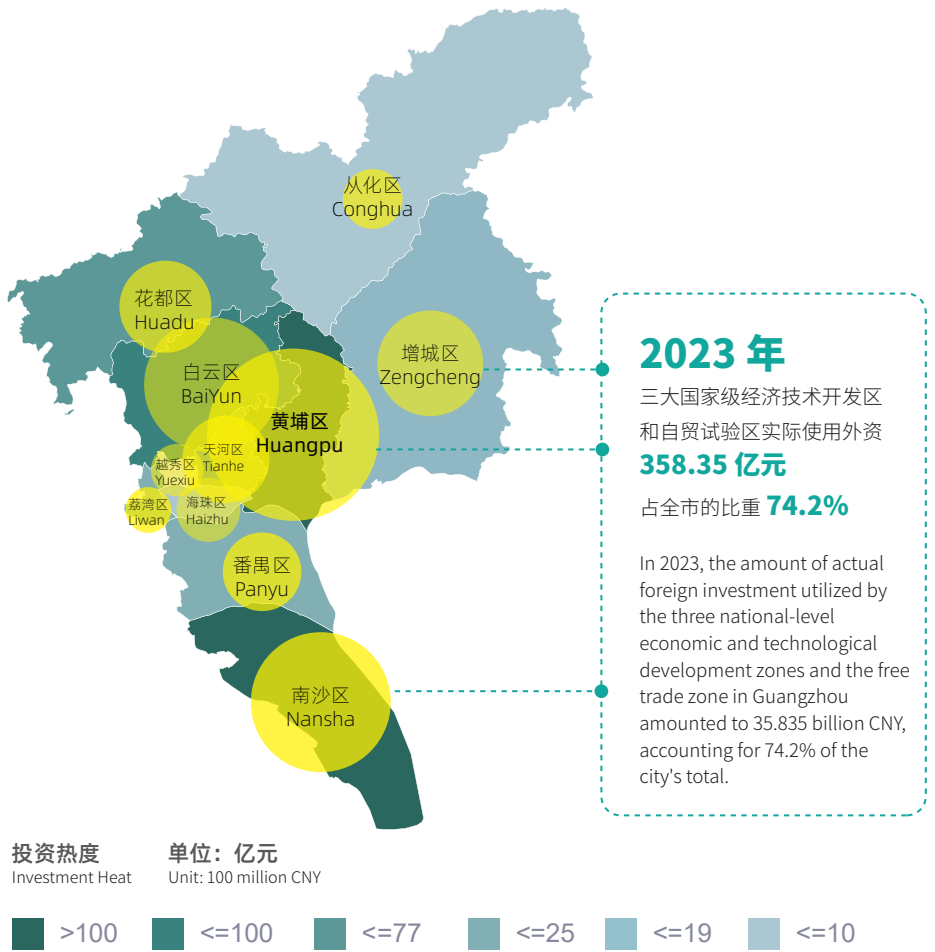 从化区
Conghua
花都区
Huadu
增城区
Zengcheng
白云区
BaiYun
黄埔区
Huangpu
天河区
Tianhe
越秀区
Yuexiu
荔湾区
Liwan
海珠区
Haizhu
番禺区
Panyu
南沙区
Nansha
2023 年
三大国家级经济技术开发区
和自贸试验区实际使用外资
358.35 亿元
占全市的比重 74.2%
In 2023, the amount of actual
foreign investment utilized by
the three national-level
economic and technological
development zones and the free
trade zone in Guangzhou
amounted to 35.835 billion CNY,
accounting for 74.2% of the
city's total.
投资热度
Investment Heat
单位：亿元
Unit: 100 million CNY
>100
<=100
<=77
<=25
<=19
<=10